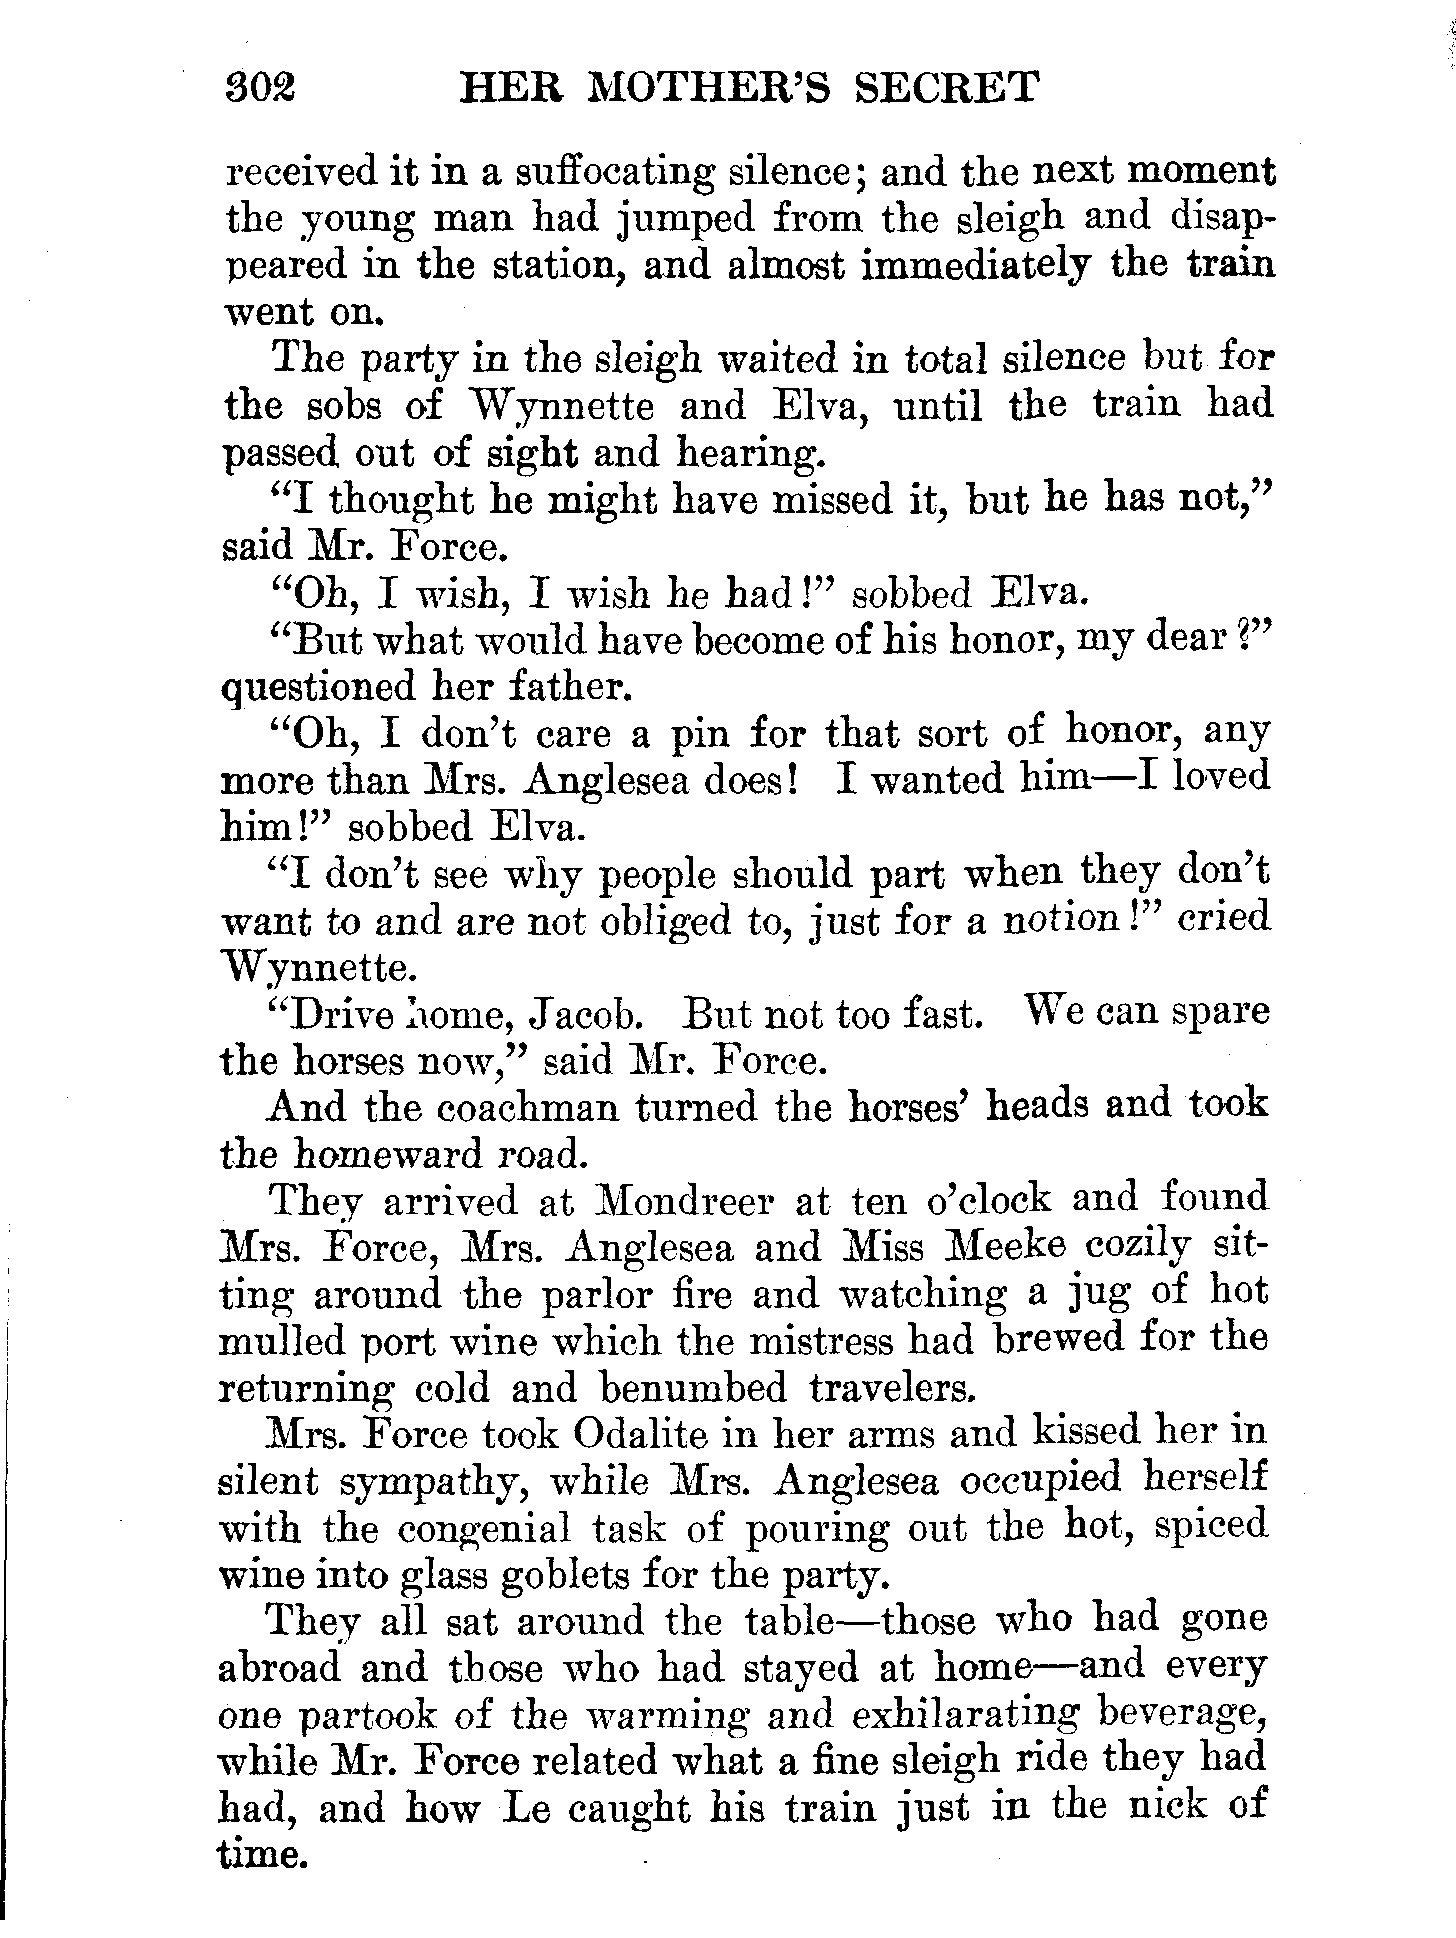 302 HER MOTHER'S SECRET
received it in a suffocating silence; and the next moment
the young man had jumped from the sleigh and disap-
peared in the station, and almost immediately the train
went on.
The party in the sleigh waited in total silence but for
the sobs of Wynnette and Elva, until the train had
passed out of sight and hearing.
"I thought he might have missed it, but he has not,"
said Mr. Force.
"Oh, I wish, I wish he had!" sobbed Elva.
"But what would have become of his honor, my dear?"
questioned her father.
"Oh, I don't care a pin for that sort of honor, any
more than Mrs. Anglesea does! I wanted him—I loved
him!" sobbed Elva.
"I don't see why people should part when they don't
want to and are not obliged to, just for a notion!" cried
Wynnette.
"Drive home, Jacob. But not too fast. We can spare
the horses now," said Mr. Force.
And the coachman turned the horses' heads and took
the homeward road.
They arrived at Mondreer at ten o'clock and found
Mrs. Force, Mrs. Anglesea and Miss Meeke cozily sit-
ting around the parlor fire and watching a jug of hot
mulled port wine which the mistress had brewed for the
returning cold and benumbed travelers.
Mrs. Force took Odalite in her arms and kissed her in
silent sympathy, while Mrs. Anglesea occupied herself
with the congenial task of pouring out the hot, spiced
wine into glass goblets for the party.
They all sat around the table—those who had gone
abroad and those who had stayed at home—and every
one partook of the warming and exhilarating beverage,
while Mr. Force related what a fine sleigh ride they had
had, and how Le caught his train just in the nick of
time.